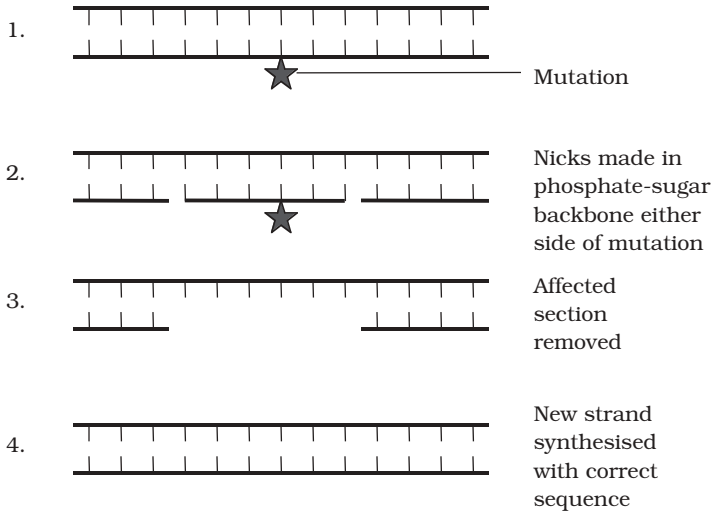 1.
Mutation
2.
Nicks made in
phosphate-sugar
backbone either
side of mutation
3.
Affected
section
removed
4.
New strand
synthesised
with correct
sequence